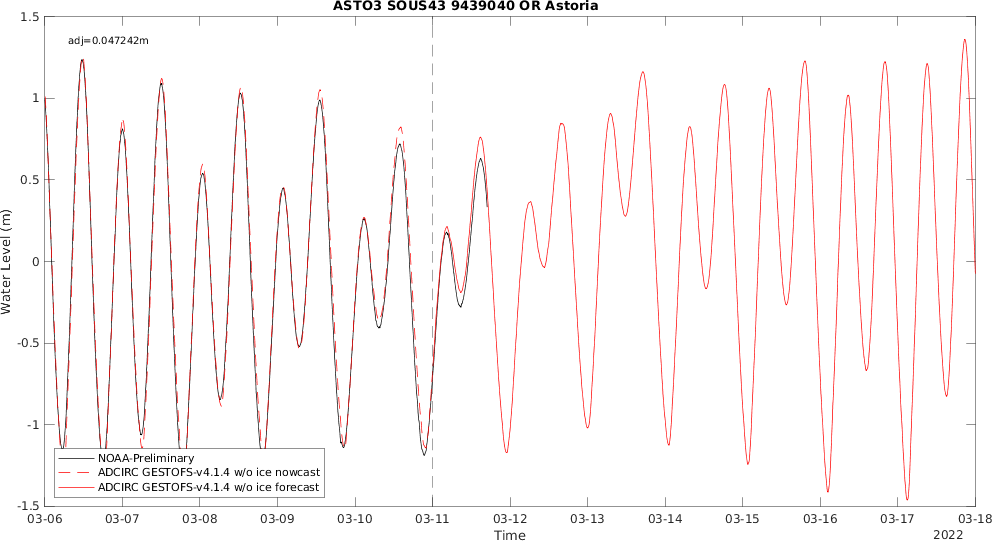 ASTO3 SOUS43 9439040 OR Astoria
adj=0.047242m
1.5
1
0.5
0
-0.5
-1
-1.5
Water Level (m)
NOAA-Preliminary
ADCIRC GESTOFS-v4.1.4 w/o ice nowcast
ADCIRC GESTOFS-v4.1.4 w/o ice forecast
03-06 03-07 03-08 03-09 03-10 03-11 03-12 03-13 03-14 03-15 03-16 03-17 03-18
Time
2022